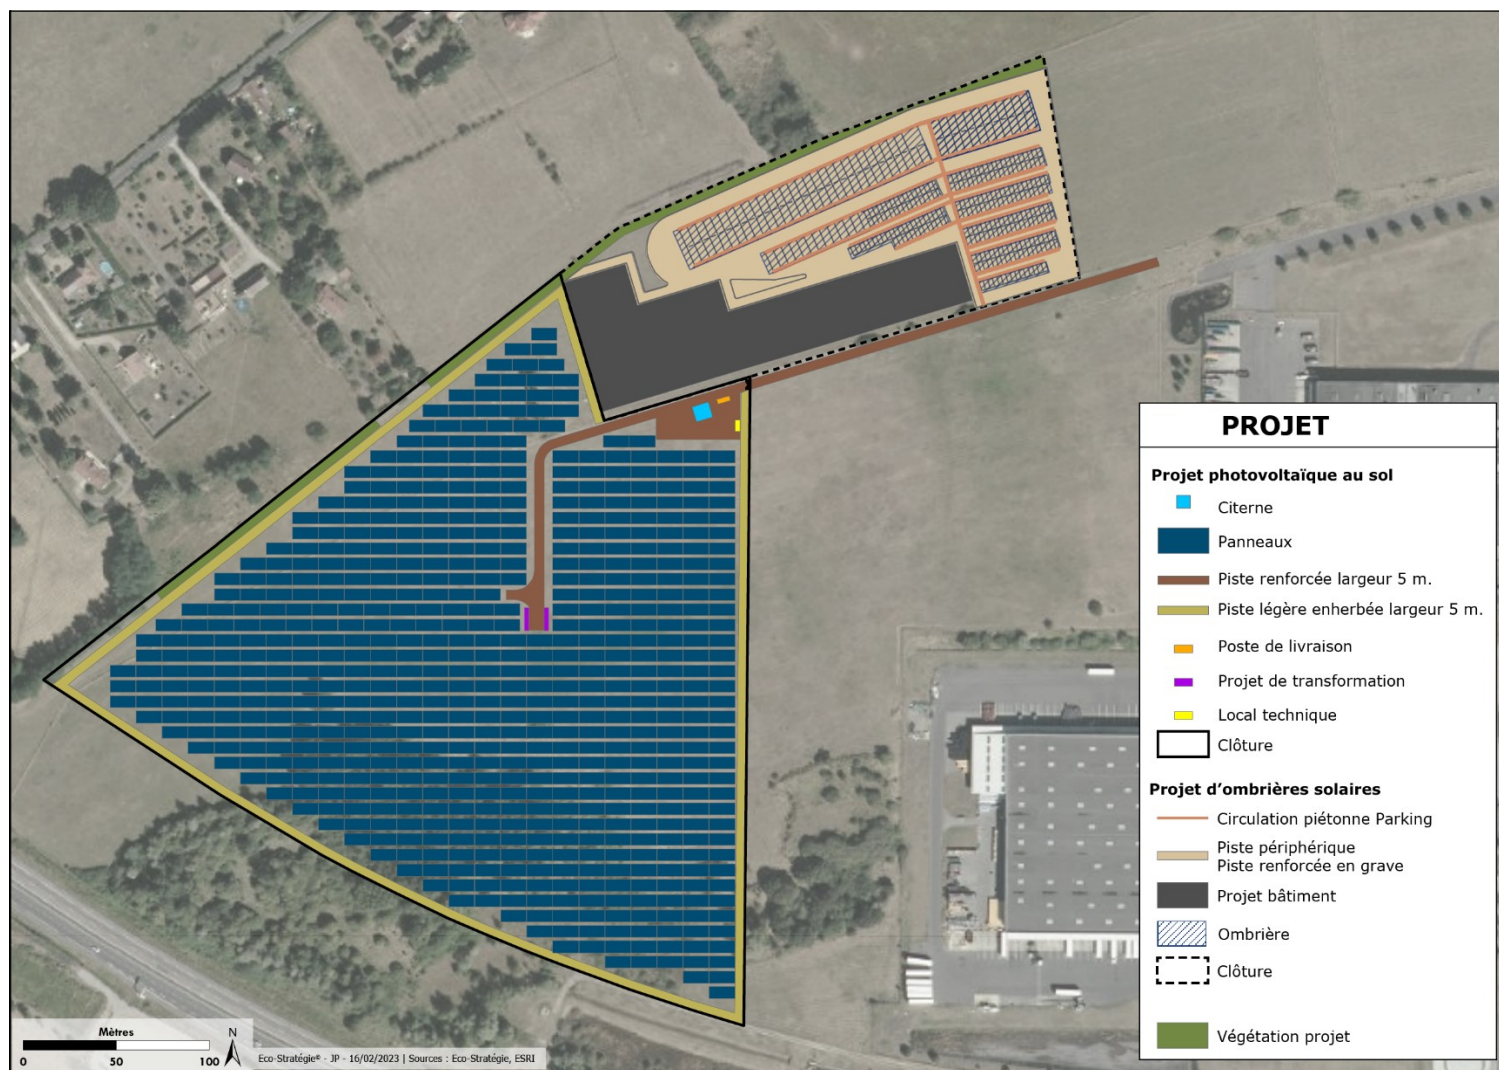 PROJET
Projet photovoltaïque au sol
Citerne
Panneaux
Piste renforcée largeur 5 m.
Piste légère enherbée largeur 5 m.
Poste de livraison
Projet de transformation
Local technique
Clôture
Projet d'ombrières solaires
Circulation piétonne Parking
Piste périphérique
Piste renforcée en grave
Projet bâtiment
Ombrière
Clôture
Végétation projet
Mètres
0 50 100
N
Eco-Stratégie® - JP - 16/02/2023 | Sources : Eco-Stratégie, ESRI